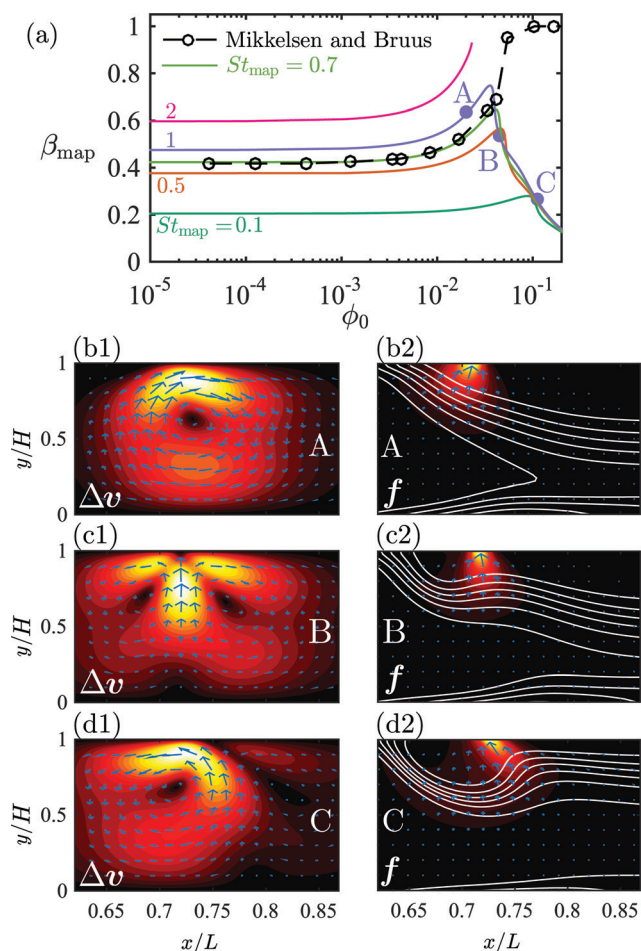 (a)
Mikkelsen and Bruus
St_map = 0.7
1
0.8
0.6
0.4
0.2
0
β_map
2
1
0.5
St_map = 0.1
A
B
C
10^-5 10^-4 10^-3 10^-2 10^-1
ϕ_0
(b1) (b2)
1
0.5
0
y/H
A
Δv
A
f
(c1) (c2)
1
0.5
0
y/H
B
Δv
B
f
(d1) (d2)
1
0.5
0
y/H
C
Δv
C
f
0.65 0.7 0.75 0.8 0.85 0.65 0.7 0.75 0.8 0.85
x/L x/L